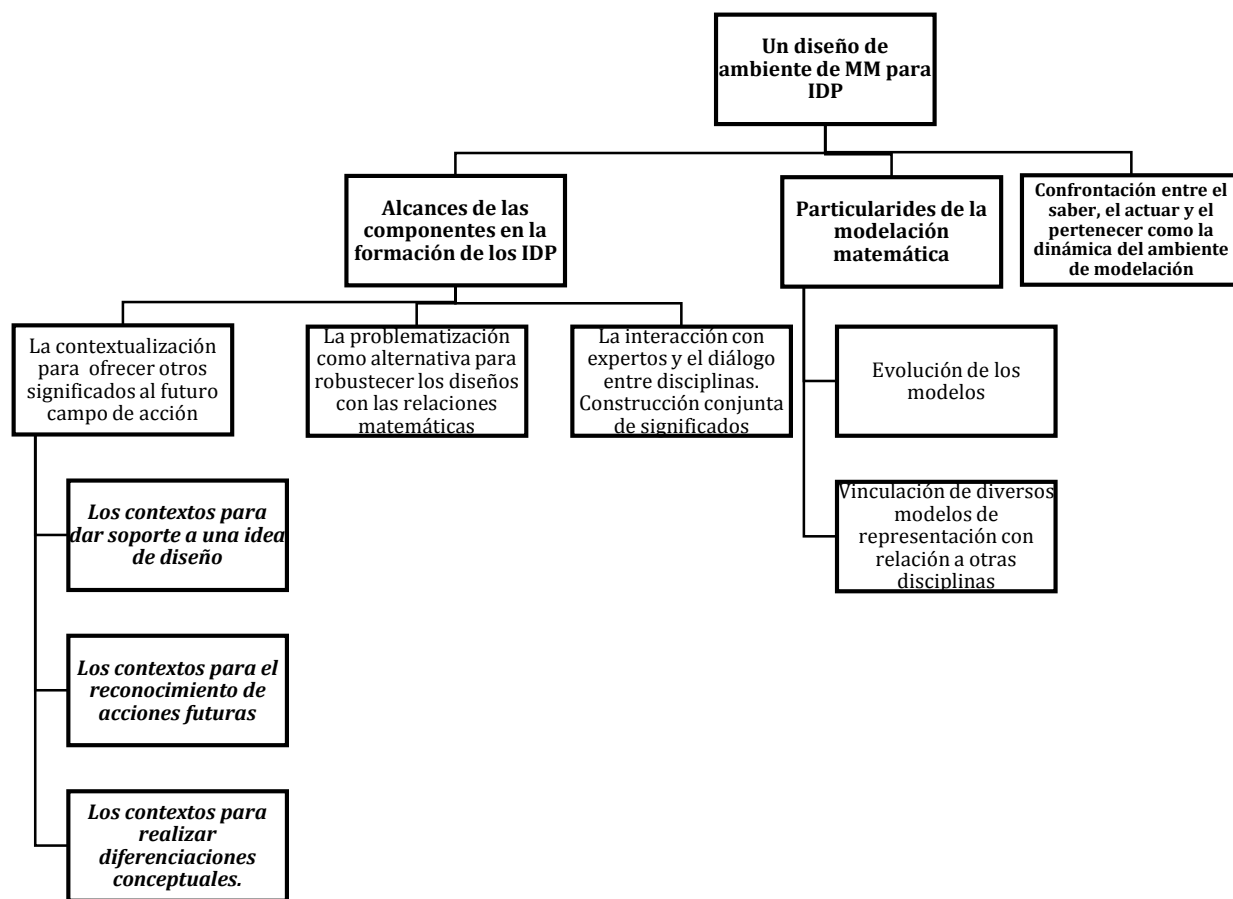 Un diseño de
ambiente de MM para
IDP
Alcances de las
componentes en la
formación de los IDP
Particularides de la
modelación
matemática
Confrontación entre el
saber, el actuar y el
pertenecer como la
dinámica del ambiente
de modelación
La contextualización
para ofrecer otros
significados al futuro
campo de acción
La problematización
como alternativa para
robustecer los diseños
con las relaciones
matemáticas
La interacción con
expertos y el diálogo
entre disciplinas.
Construcción conjunta
de significados
Evolución de los
modelos
Vinculación de diversos
modelos de
representación con
relación a otras
disciplinas
Los contextos para
dar soporte a una idea
de diseño
Los contextos para el
reconocimiento de
acciones futuras
Los contextos para
realizar
diferenciaciones
conceptuales.